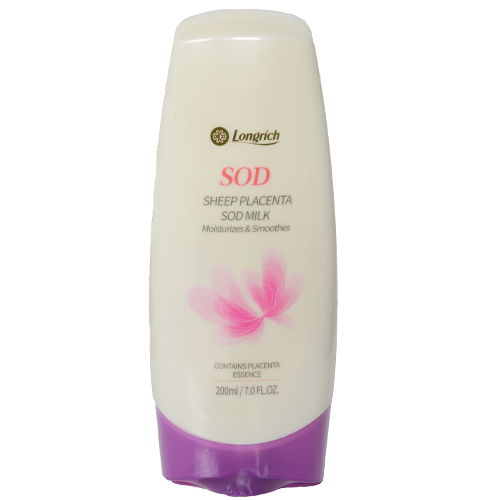 Longrich
SOD
SHEEP PLACENTA
SOD MILK
Moisturizes & Smoothes
CONTAINS PLACENTA
ESSENCE
200ml / 7.0 FL.OZ.